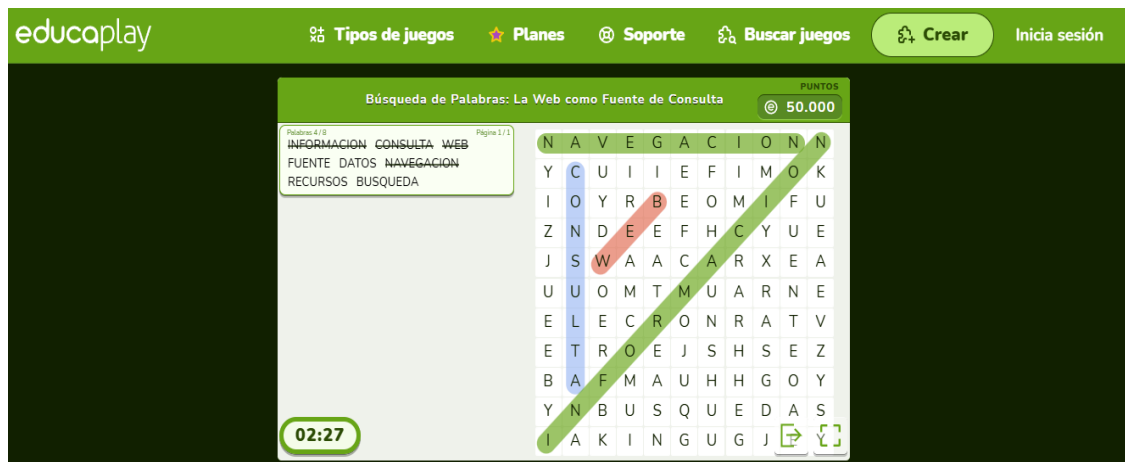 educaplay Tipos de juegos Planes Soporte Buscar juegos Crear Inicia sesión
Búsqueda de Palabras: La Web como Fuente de Consulta
PUNTOS
50.000
Palabras 4/8 Página 1/1
INFORMACION CONSULTA WEB
FUENTE DATOS NAVEGACION
RECURSOS BUSQUEDA
N A V E G A C I O N N
Y C U I I E F I M O K
I O Y R B E O M I F U
Z N D E E F H C Y U E
J S W A A C A R X E A
U U O M T M U A R N E
E L E C R O N R A T V
E T R O E J S H S E Z
B A F M A U H H G O Y
Y N B U S Q U E D A S
I A K I N G U G J Y
02:27